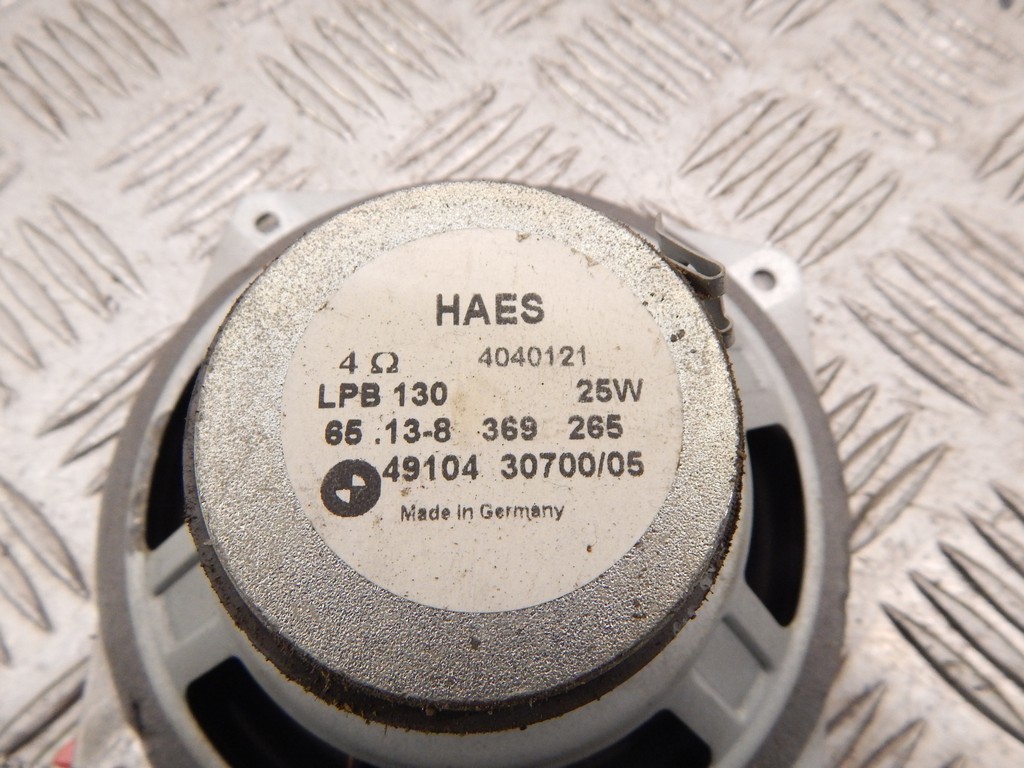 HAES
4 Ω 4040121
LPB 130 25W
65 .13-8 369 265
49104 30700/05
Made in Germany